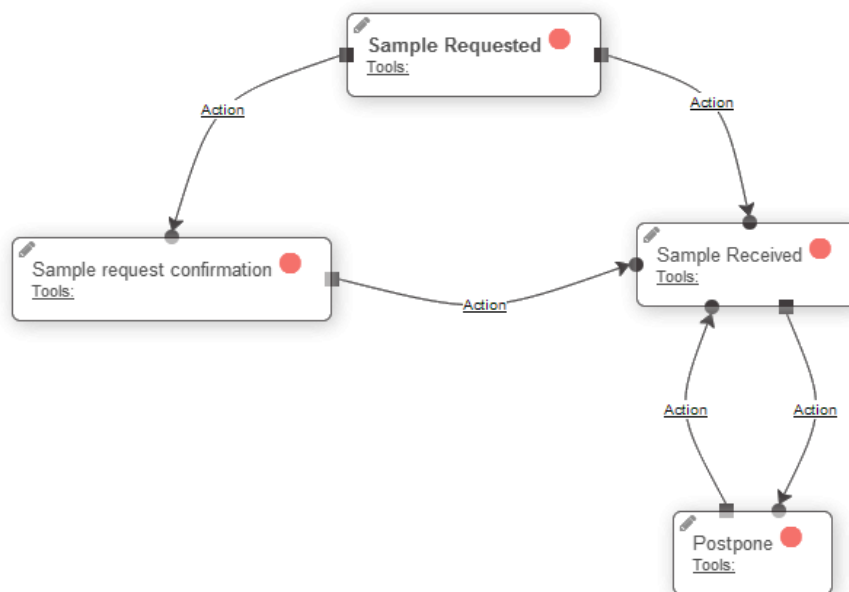 Sample Requested
Tools:
Action
Action
Sample request confirmation
Tools:
Sample Received
Tools:
Action
Action
Action
Postpone
Tools: